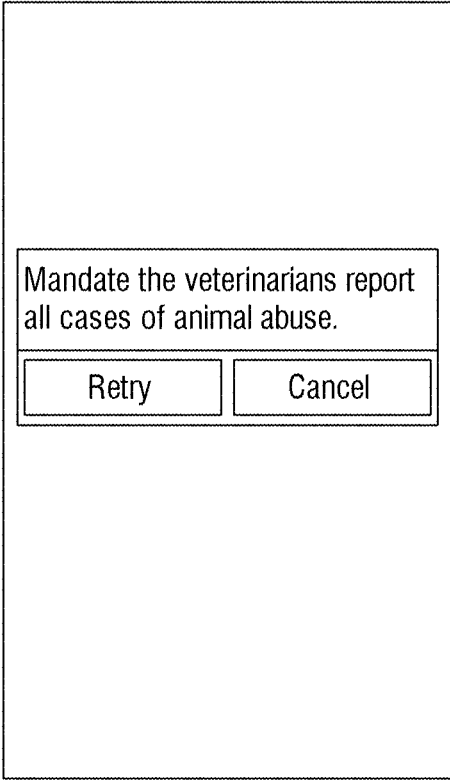 Mandate the veterinarians report
all cases of animal abuse.
Retry
Cancel